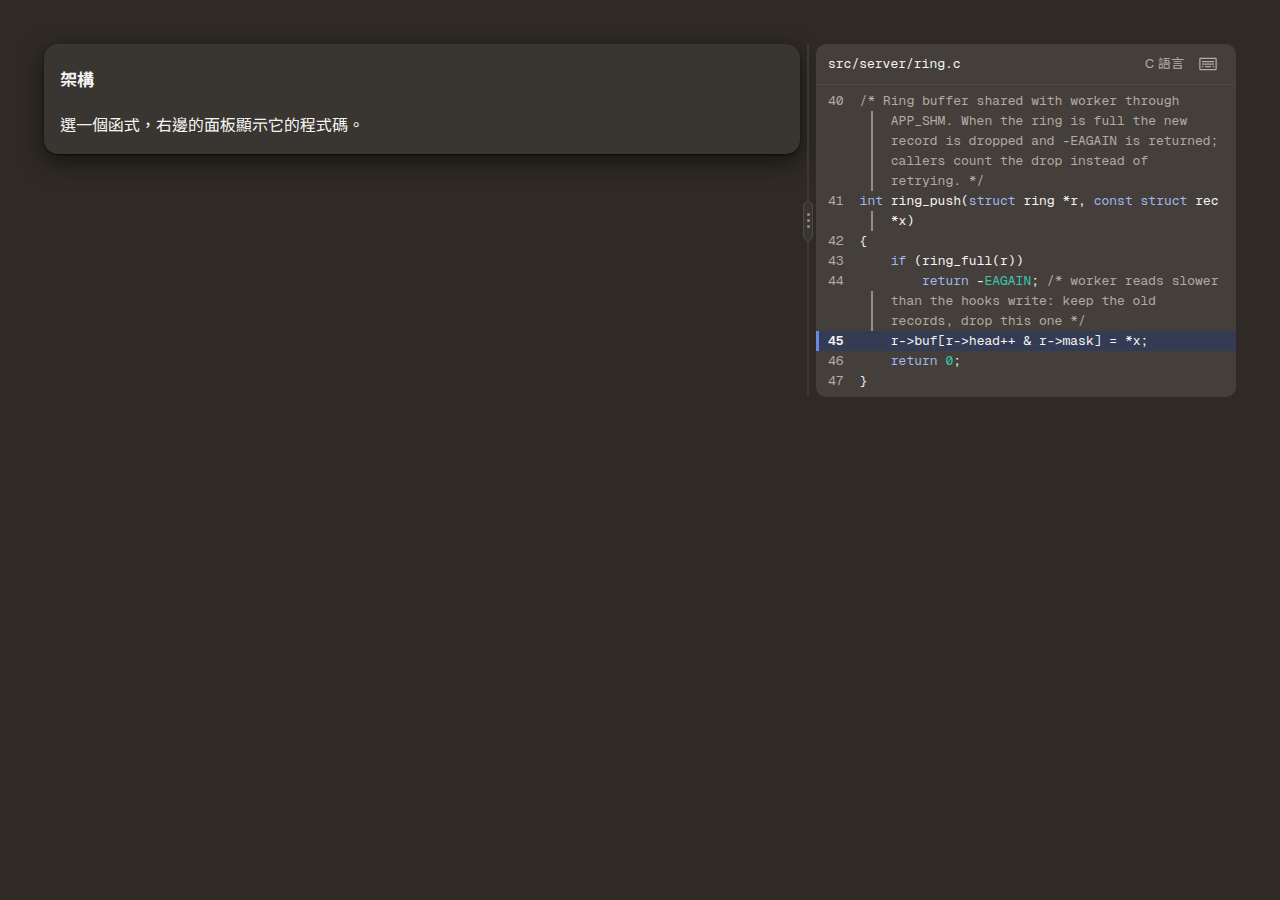 架構
選一個函式，右邊的面板顯示它的程式碼。
src/server/ring.c C 語言
40 /* Ring buffer shared with worker through
APP_SHM. When the ring is full the new
record is dropped and -EAGAIN is returned;
callers count the drop instead of
retrying. */
41 int ring_push(struct ring *r, const struct rec
*x)
42 {
43     if (ring_full(r))
44         return -EAGAIN; /* worker reads slower
than the hooks write: keep the old
records, drop this one */
45     r->buf[r->head++ & r->mask] = *x;
46     return 0;
47 }